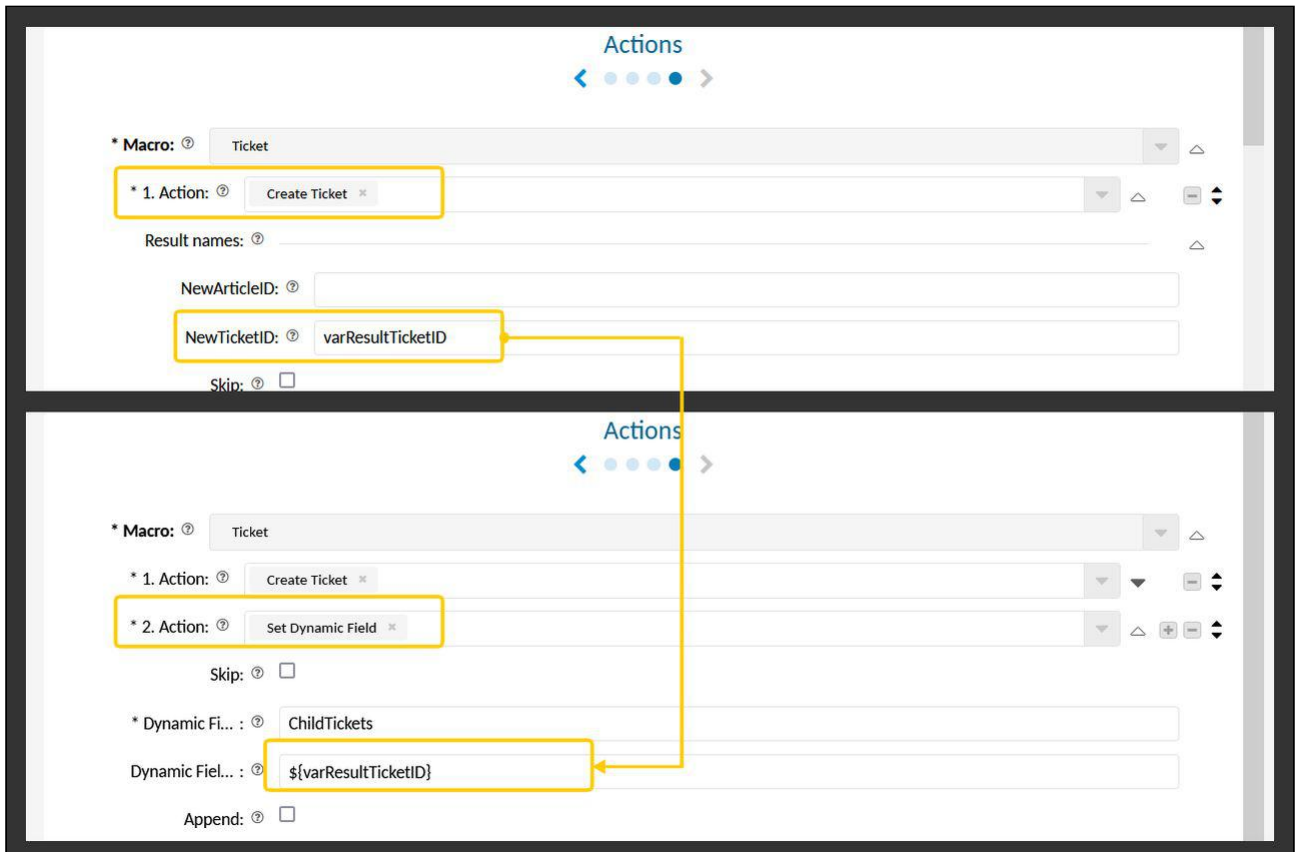 Actions
* Macro: Ticket
* 1. Action: Create Ticket
Result names:
NewArticleID:
NewTicketID: varResultTicketID
Skip:
Actions
* Macro: Ticket
* 1. Action: Create Ticket
* 2. Action: Set Dynamic Field
Skip:
* Dynamic Fi... : ChildTickets
Dynamic Fiel... : ${varResultTicketID}
Append: